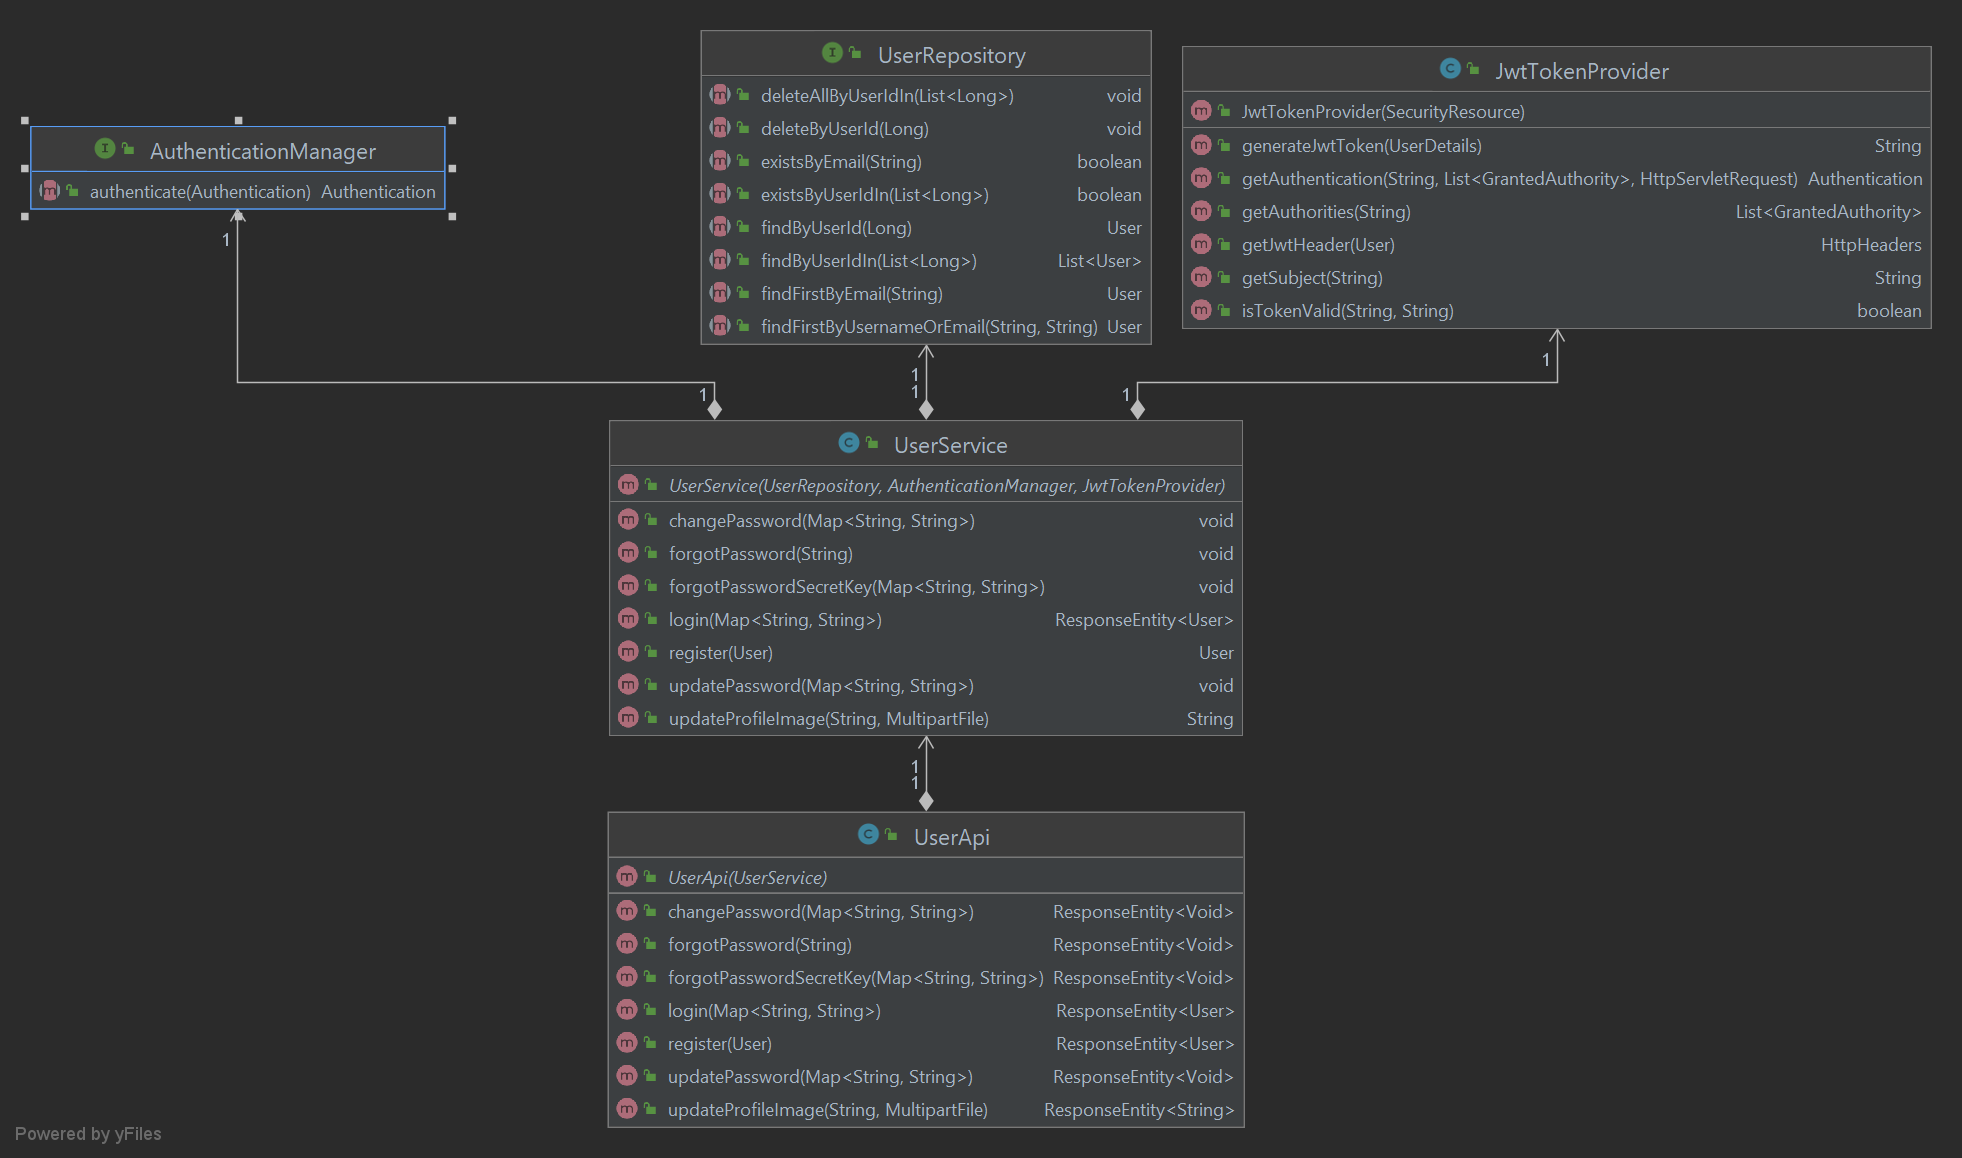 AuthenticationManager
authenticate(Authentication) Authentication
1
UserRepository
deleteAllByUserIdIn(List<Long>) void
deleteByUserId(Long) void
existsByEmail(String) boolean
existsByUserIdIn(List<Long>) boolean
findByUserId(Long) User
findByUserIdIn(List<Long>) List<User>
findFirstByEmail(String) User
findFirstByUsernameOrEmail(String, String) User
JwtTokenProvider
JwtTokenProvider(SecurityResource)
generateJwtToken(UserDetails) String
getAuthentication(String, List<GrantedAuthority>, HttpServletRequest) Authentication
getAuthorities(String) List<GrantedAuthority>
getJwtHeader(User) HttpHeaders
getSubject(String) String
isTokenValid(String, String) boolean
1
1
1
1
1
UserService
UserService(UserRepository, AuthenticationManager, JwtTokenProvider)
changePassword(Map<String, String>) void
forgotPassword(String) void
forgotPasswordSecretKey(Map<String, String>) void
login(Map<String, String>) ResponseEntity<User>
register(User) User
updatePassword(Map<String, String>) void
updateProfileImage(String, MultipartFile) String
1
1
UserApi
UserApi(UserService)
changePassword(Map<String, String>) ResponseEntity<Void>
forgotPassword(String) ResponseEntity<Void>
forgotPasswordSecretKey(Map<String, String>) ResponseEntity<Void>
login(Map<String, String>) ResponseEntity<User>
register(User) ResponseEntity<User>
updatePassword(Map<String, String>) ResponseEntity<Void>
updateProfileImage(String, MultipartFile) ResponseEntity<String>
Powered by yFiles